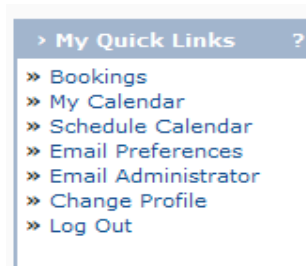 › My Quick Links ?
» Bookings
» My Calendar
» Schedule Calendar
» Email Preferences
» Email Administrator
» Change Profile
» Log Out